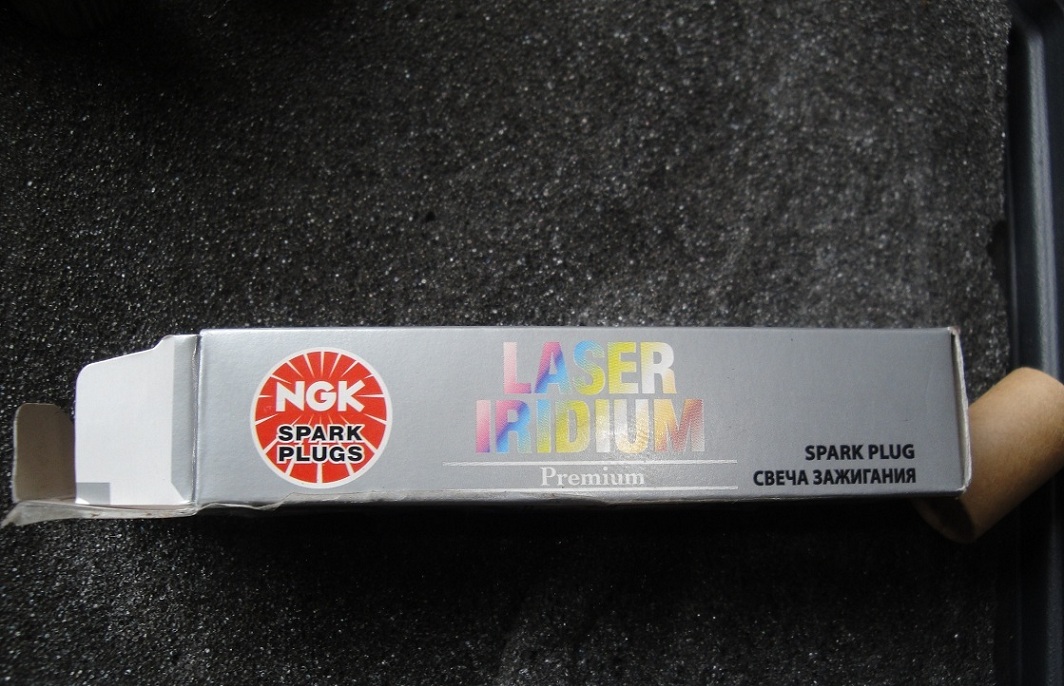 NGK
SPARK
PLUGS
LASER
IRIDIUM
Premium
SPARK PLUG
СВЕЧА ЗАЖИГАНИЯ